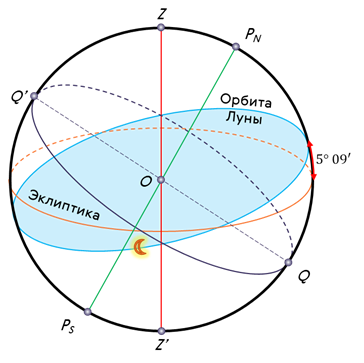 Z
P_N
Q′
Орбита
Луны
5° 09′
O
Эклиптика
Q
P_S
Z′